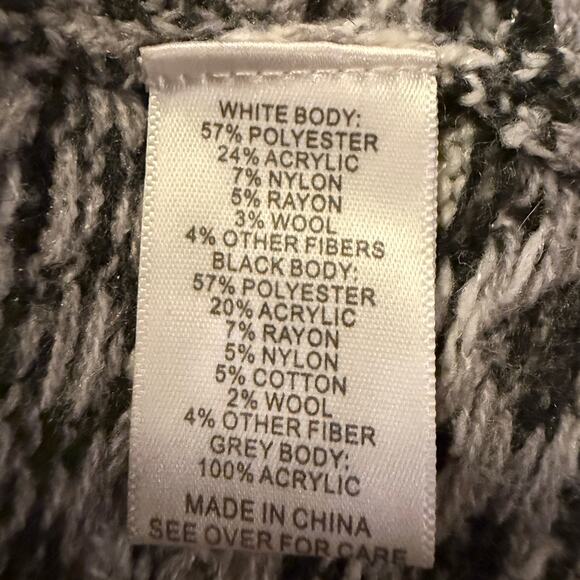 WHITE BODY:
57% POLYESTER
24% ACRYLIC
7% NYLON
5% RAYON
3% WOOL
4% OTHER FIBERS
BLACK BODY:
57% POLYESTER
20% ACRYLIC
7% RAYON
5% NYLON
5% COTTON
2% WOOL
4% OTHER FIBER
GREY BODY:
100% ACRYLIC
MADE IN CHINA
SEE OVER FOR CARE